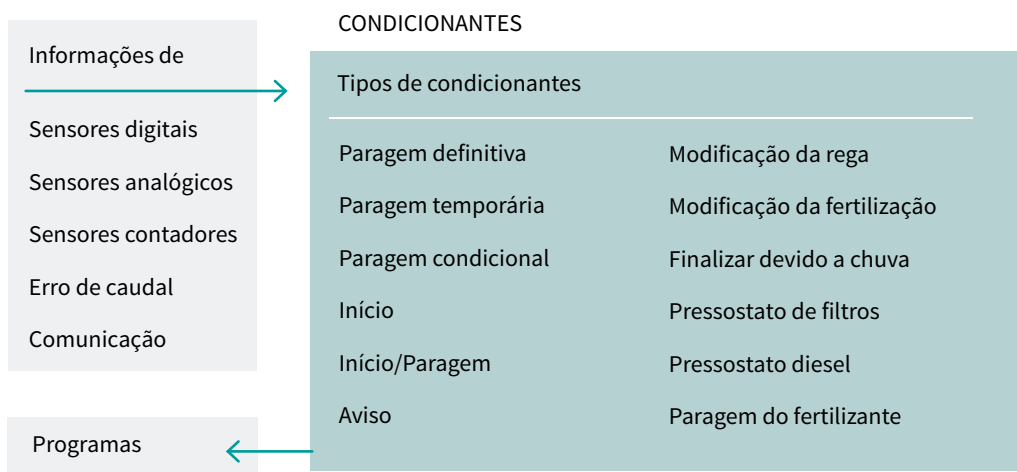 Informações de
Sensores digitais
Sensores analógicos
Sensores contadores
Erro de caudal
Comunicação
CONDICIONANTES
Tipos de condicionantes
Paragem definitiva
Paragem temporária
Paragem condicional
Início
Início/Paragem
Aviso
Modificação da rega
Modificação da fertilização
Finalizar devido a chuva
Pressostato de filtros
Pressostato diesel
Paragem do fertilizante
Programas